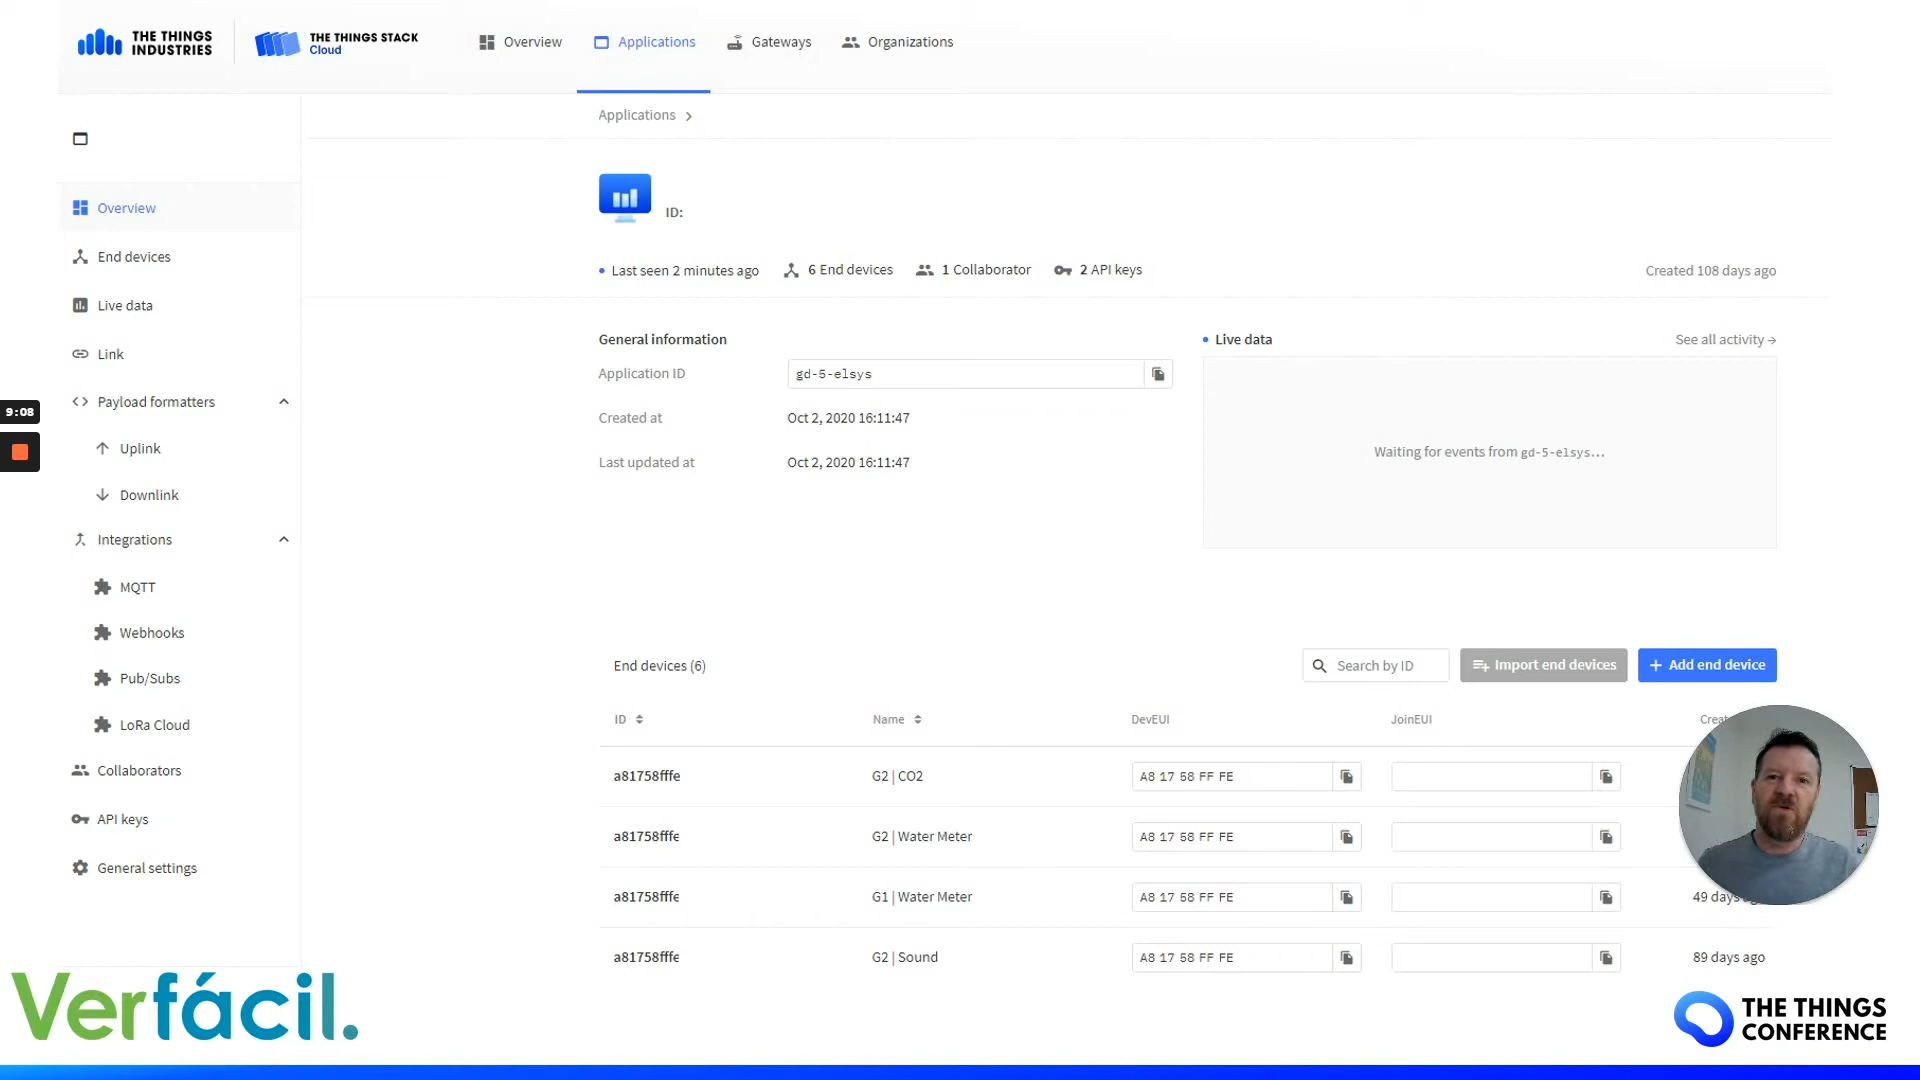 THE THINGS
INDUSTRIES
THE THINGS STACK
Cloud
Overview
Applications
Gateways
Organizations
Applications
Overview
End devices
Live data
Link
Payload formatters
Uplink
Downlink
Integrations
MQTT
Webhooks
Pub/Subs
LoRa Cloud
Collaborators
API keys
General settings
9:08
ID:
Last seen 2 minutes ago
6 End devices
1 Collaborator
2 API keys
Created 108 days ago
General information
Application ID
gd-5-elsys
Created at
Oct 2, 2020 16:11:47
Last updated at
Oct 2, 2020 16:11:47
Live data
See all activity →
Waiting for events from gd-5-elsys...
End devices (6)
Search by ID
Import end devices
+ Add end device
ID
Name
DevEUI
JoinEUI
a81758fffe
G2 | CO2
A8 17 58 FF FE
a81758fffe
G2 | Water Meter
A8 17 58 FF FE
a81758fffe
G1 | Water Meter
A8 17 58 FF FE
49 days
a81758fffe
G2 | Sound
A8 17 58 FF FE
89 days ago
Verfácil.
THE THINGS
CONFERENCE